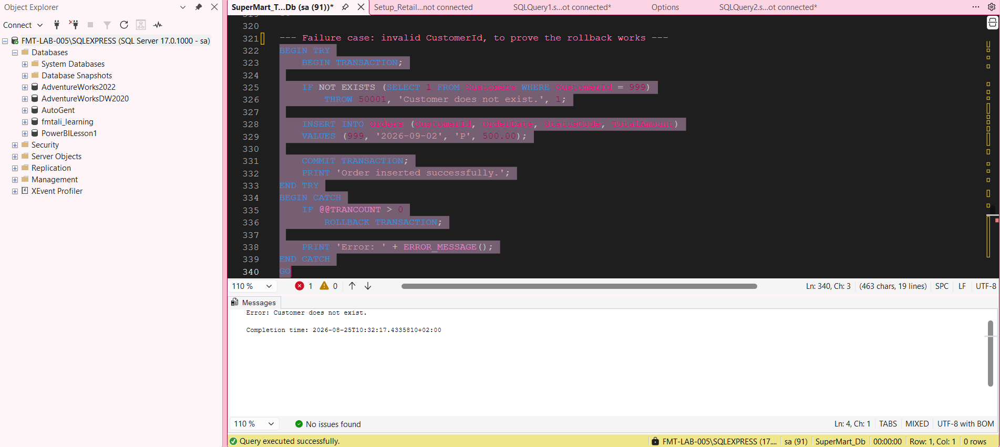 Object Explorer
SuperMart_T...Db (sa (91))*
Setup_Retail...not connected
SQLQuery1.s...ot connected*
Options
SQLQuery2.s...ot connected*
Connect
FMT-LAB-005\SQLEXPRESS (SQL Server 17.0.1000 - sa)
Databases
System Databases
Database Snapshots
AdventureWorks2022
AdventureWorksDW2020
AutoGent
fmtali_learning
PowerBILesson1
Security
Server Objects
Replication
Management
XEvent Profiler
319
320
321 --- Failure case: invalid CustomerId, to prove the rollback works ---
322 BEGIN TRY
323 BEGIN TRANSACTION;
324
325 IF NOT EXISTS (SELECT 1 FROM Customers WHERE CustomerId = 999)
326 THROW 50001, 'Customer does not exist.', 1;
327
328 INSERT INTO Orders (CustomerId, OrderDate, StatusCode, TotalAmount)
329 VALUES (999, '2026-09-02', 'P', 500.00);
330
331 COMMIT TRANSACTION;
332 PRINT 'Order inserted successfully.';
333 END TRY
334 BEGIN CATCH
335 IF @@TRANCOUNT > 0
336 ROLLBACK TRANSACTION;
337
338 PRINT 'Error: ' + ERROR_MESSAGE();
339 END CATCH
340 GO
110 % 1 0 Ln: 340, Ch: 3 (463 chars, 19 lines) SPC LF UTF-8
Messages
Error: Customer does not exist.
Completion time: 2026-08-25T10:32:17.4335810+02:00
110 % No issues found Ln: 4, Ch: 1 TABS MIXED UTF-8 with BOM
Query executed successfully. FMT-LAB-005\SQLEXPRESS (17.... sa (91) SuperMart_Db 00:00:00 Row: 1, Col: 1 0 rows